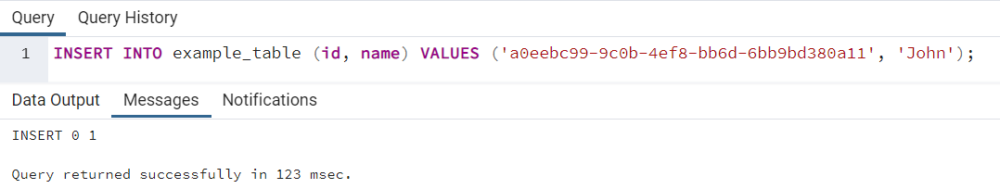 Query Query History
1 INSERT INTO example_table (id, name) VALUES ('a0eebc99-9c0b-4ef8-bb6d-6bb9bd380a11', 'John');
Data Output Messages Notifications
INSERT 0 1
Query returned successfully in 123 msec.